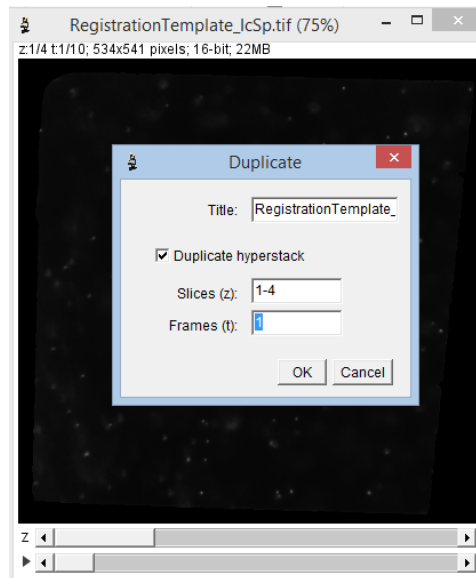 RegistrationTemplate_lcSp.tif (75%)
z:1/4 t:1/10; 534x541 pixels; 16-bit; 22MB
Duplicate
Title: RegistrationTemplate_
Duplicate hyperstack
Slices (z): 1-4
Frames (t): 1
OK Cancel
Z